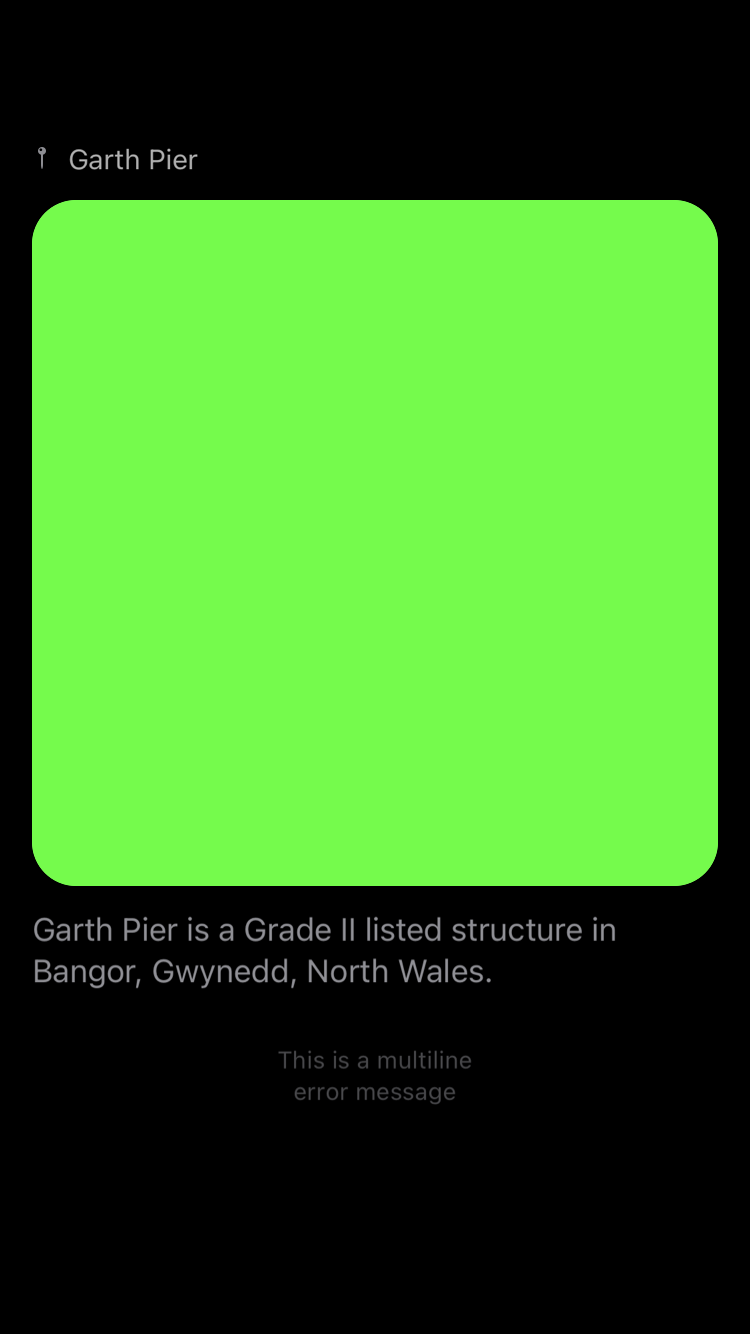 Garth Pier
Garth Pier is a Grade II listed structure in
Bangor, Gwynedd, North Wales.
This is a multiline
error message